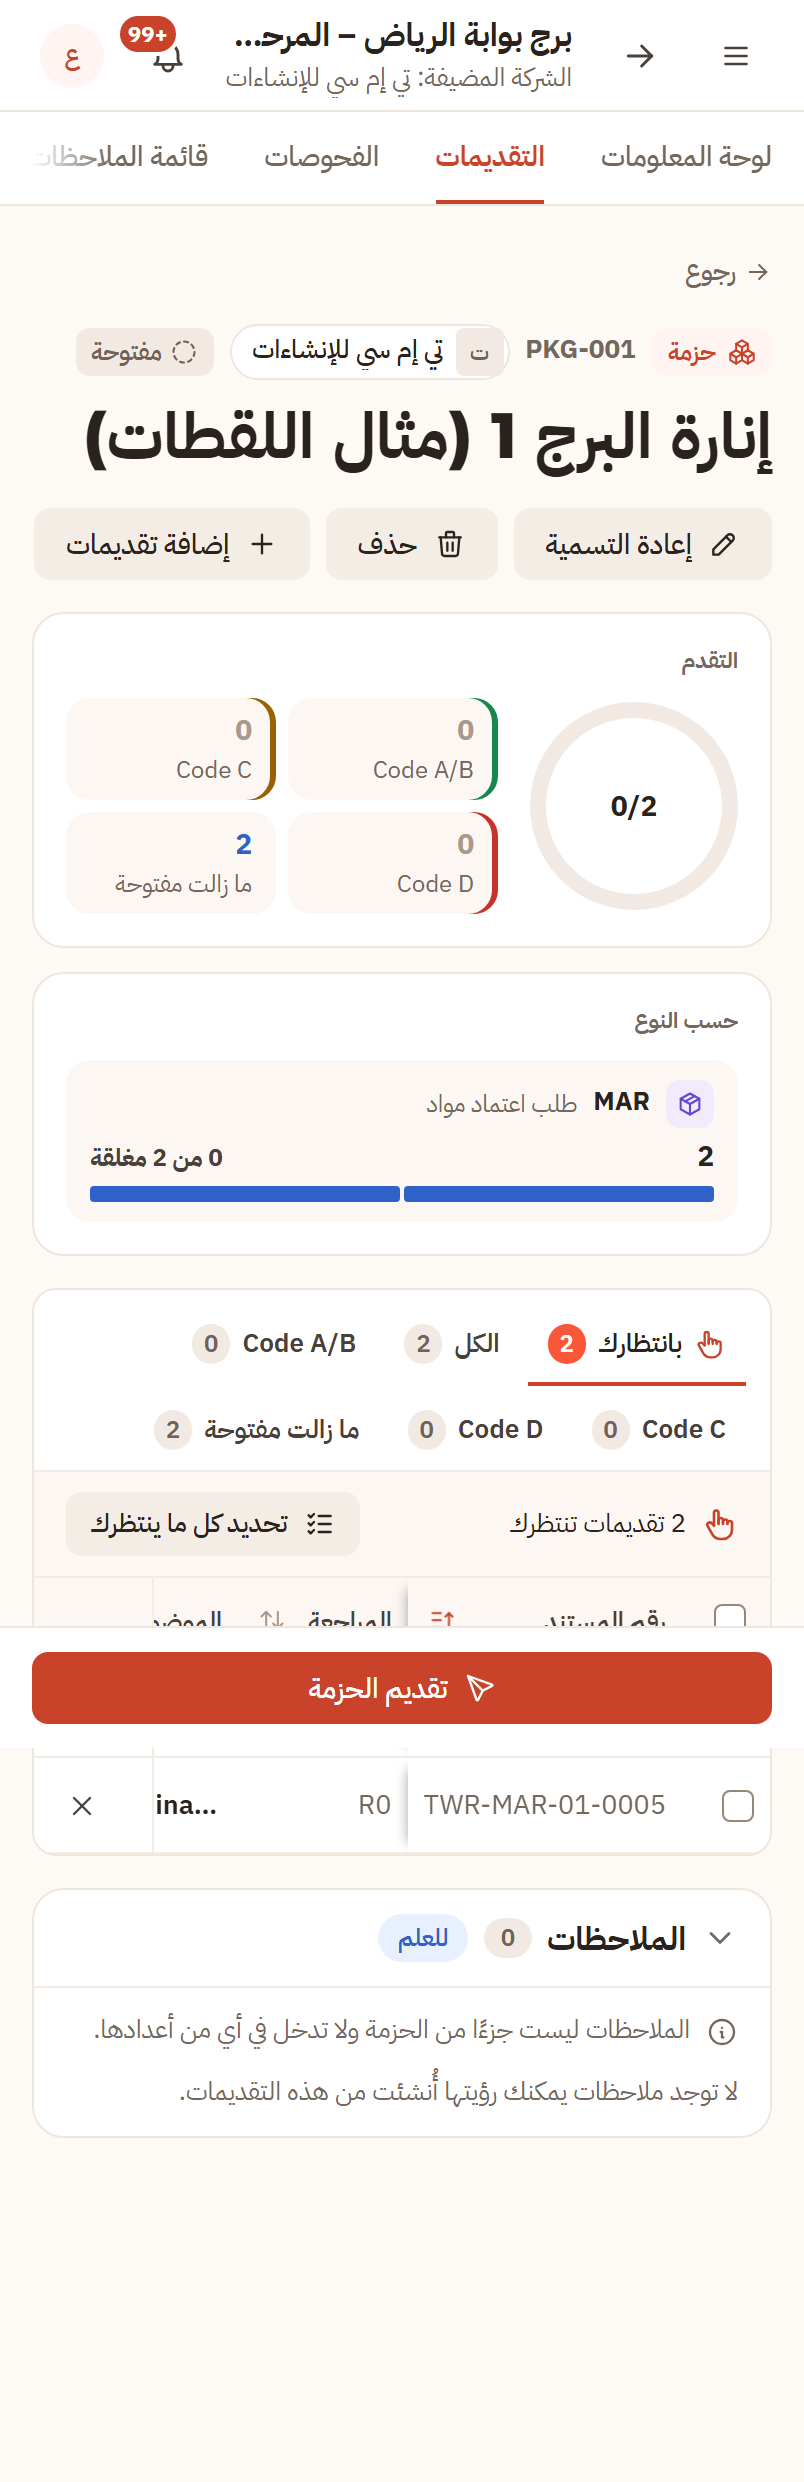 برج بوابة الرياض – المرحـ...
الشركة المضيفة: تي إم سي للإنشاءات
+99
ع
لوحة المعلومات
التقديمات
الفحوصات
قائمة الملاحظات
رجوع
حزمة
PKG-001
ت
تي إم سي للإنشاءات
مفتوحة
إنارة البرج 1 (مثال اللقطات)
إعادة التسمية
حذف
إضافة تقديمات
التقدم
0/2
0
Code A/B
0
Code C
0
Code D
2
ما زالت مفتوحة
حسب النوع
MAR طلب اعتماد مواد
2
0 من 2 مغلقة
بانتظارك 2
الكل 2
Code A/B 0
Code C 0
Code D 0
ما زالت مفتوحة 2
2 تقديمات تنتظرك
تحديد كل ما ينتظرك
رقم المستند
المراجعة
تقديم الحزمة
TWR-MAR-01-0005
R0
ina...
الملاحظات
0
للعلم
الملاحظات ليست جزءًا من الحزمة ولا تدخل في أي من أعدادها.
لا توجد ملاحظات يمكنك رؤيتها أُنشئت من هذه التقديمات.